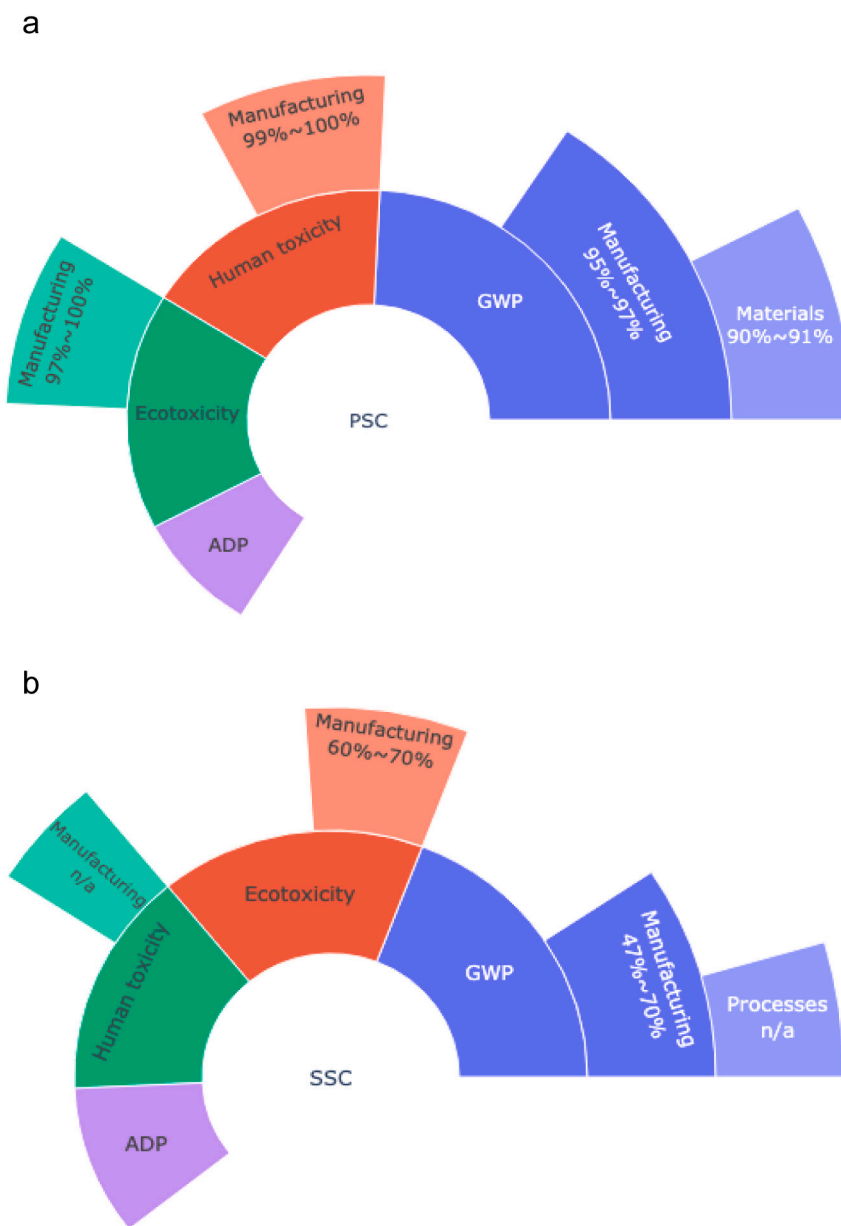 a
Manufacturing
99%~100%
Manufacturing
95%~97%
Materials
90%~91%
Human toxicity
GWP
Manufacturing
97%~100%
Ecotoxicity
PSC
ADP
b
Manufacturing
60%~70%
Manufacturing
n/a
Ecotoxicity
Manufacturing
47%~70%
Human toxicity
GWP
Processes
n/a
SSC
ADP